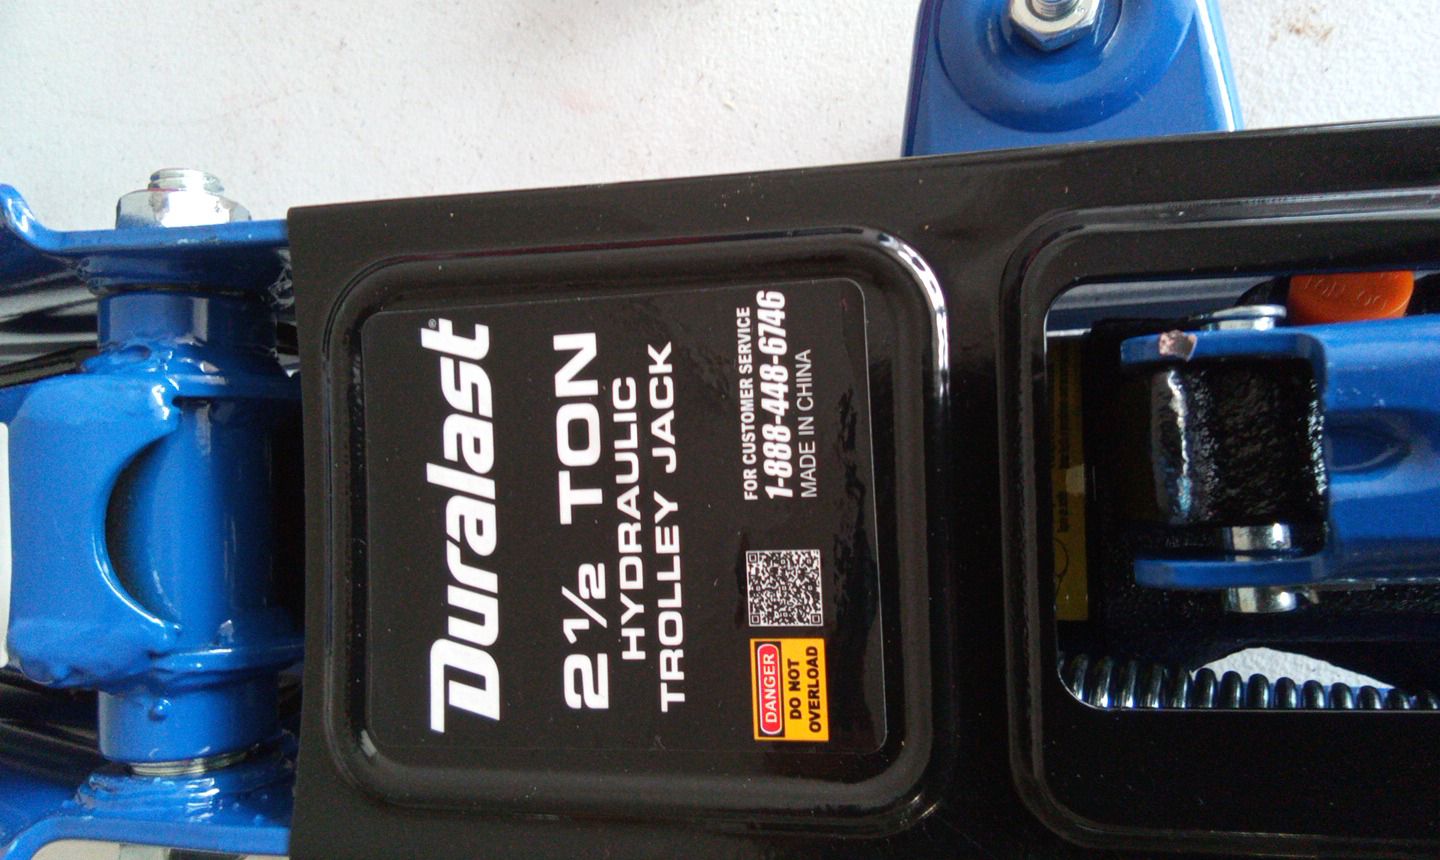 Duralast®
2½ TON
HYDRAULIC
TROLLEY JACK
FOR CUSTOMER SERVICE
1-888-448-6746
MADE IN CHINA
DANGER
DO NOT
OVERLOAD